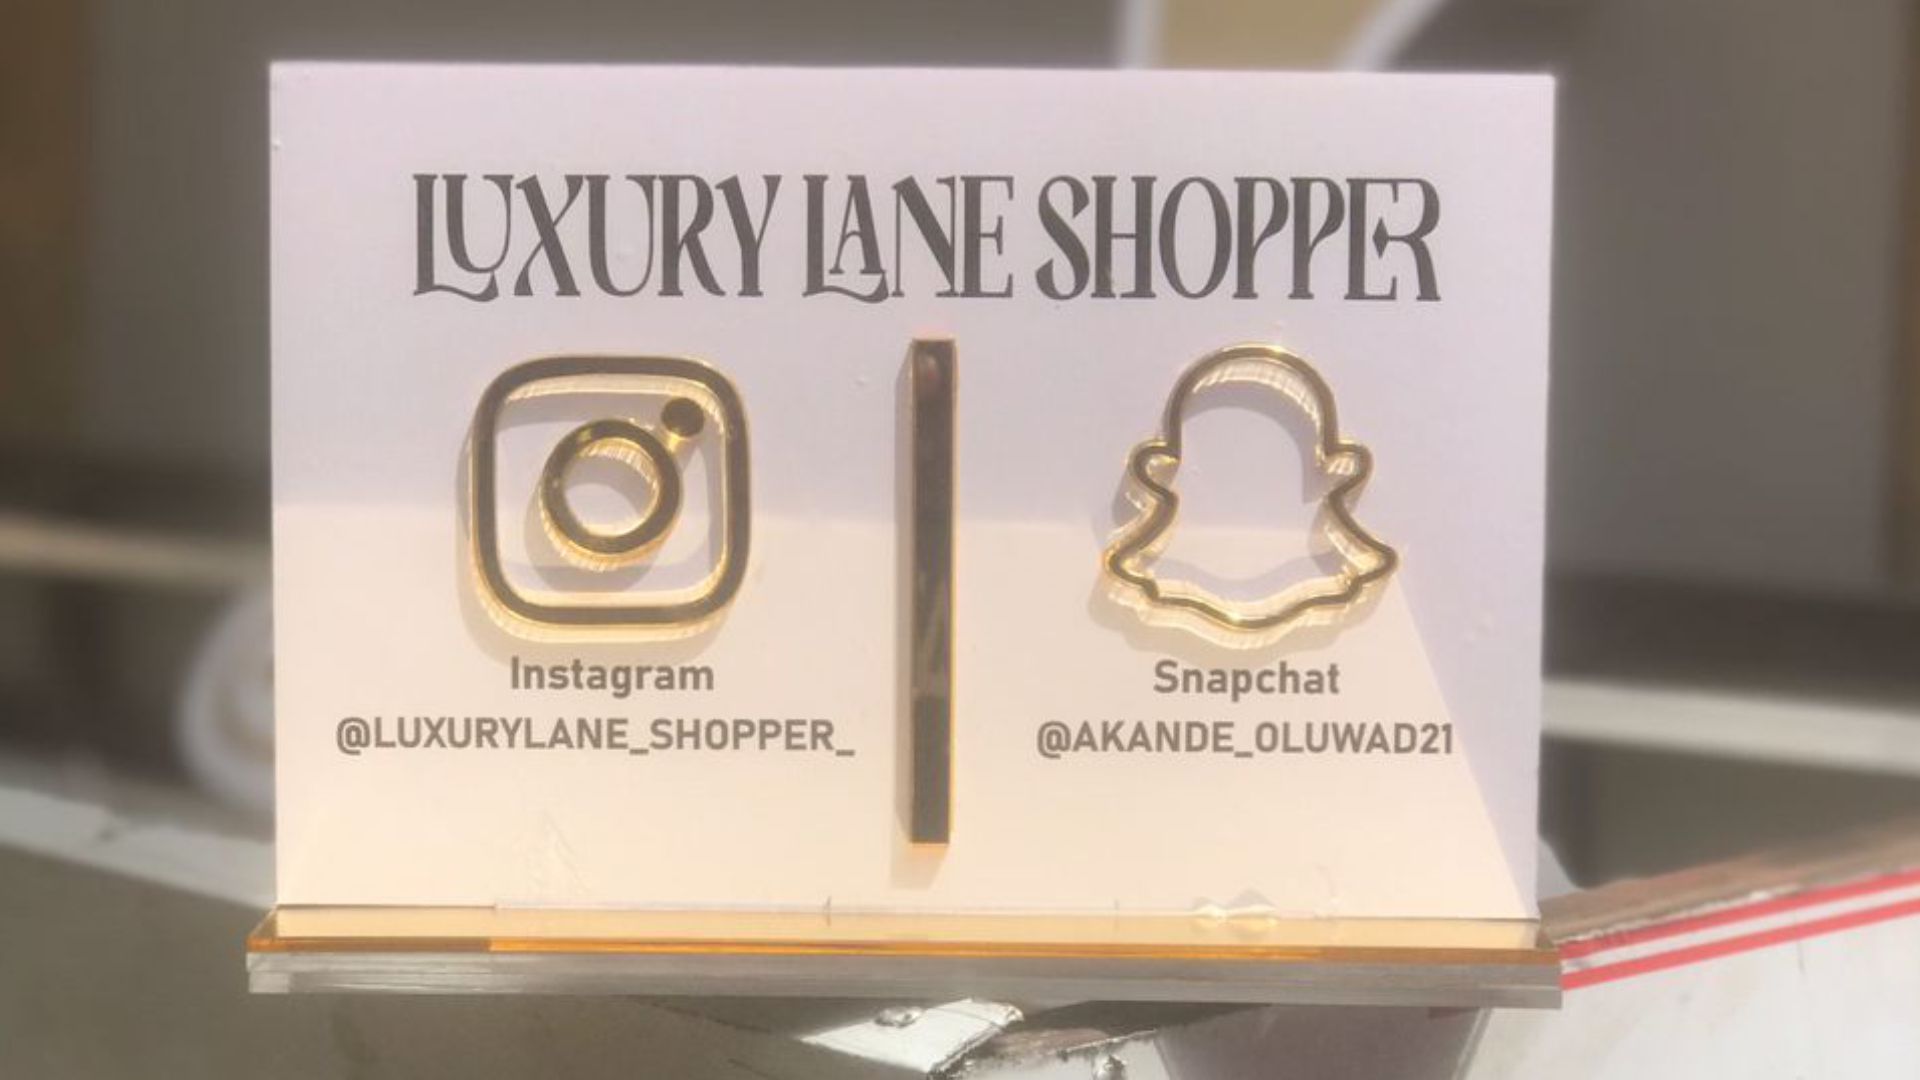 LUXURY LANE SHOPPER
Instagram
@LUXURYLANE_SHOPPER_
Snapchat
@AKANDE_OLUWAD21